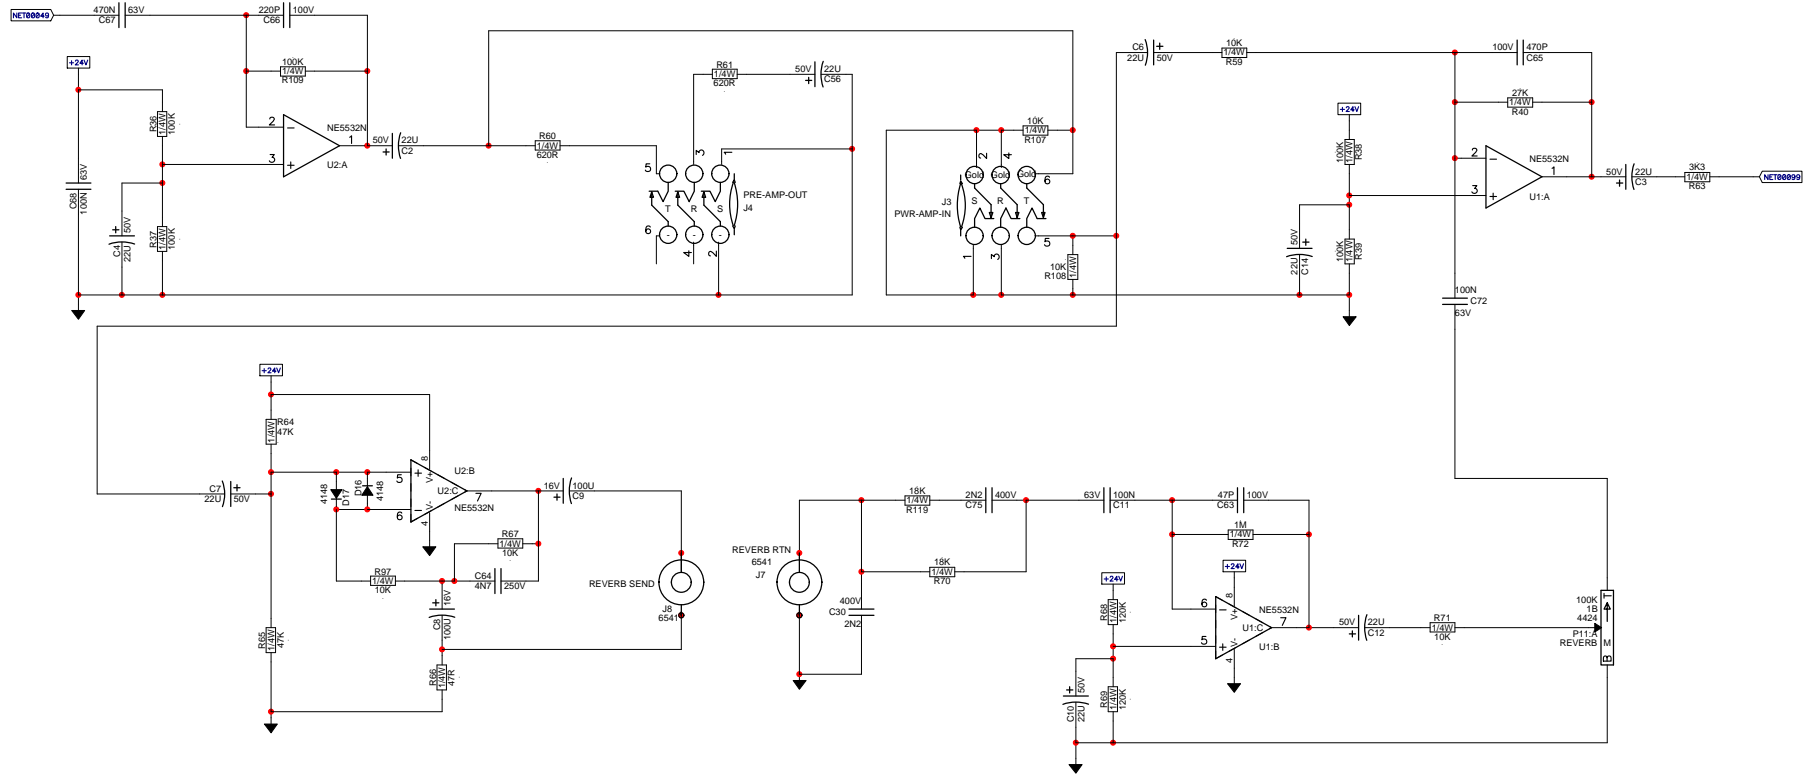 NET00049
470N 63V
C67
220P 100V
C66
+24V
100K
1/4W
R109
R36
1/4W
100K
2
3
1
NE5532N
U2:A
50V 22U
C2
C68
100N
63V
C4
22U
50V
R37
1/4W
100K
R60
1/4W
620R
R61
1/4W
620R
50V 22U
C56
5
3
1
T R S
6
4
2
PRE-AMP-OUT
J4
10K
1/4W
R107
2
4
6
Gold Gold Gold
J3
PWR-AMP-IN
S R T
1
3
5
10K
R108
1/4W
C6
22U 50V
10K
1/4W
R59
+24V
100K
1/4W
R38
100K
1/4W
R39
50V
22U
C14
100V 470P
C65
27K
1/4W
R40
2
3
1
NE5532N
U1:A
50V 22U
C3
3K3
1/4W
R63
NET00099
100N
C72
63V
+24V
R64
47K
1/4W
C7
22U 50V
4148
D17
D16
4148
5
6
8
V+
V-
4
7
U2:B
U2:C
NE5532N
16V 100U
C9
R67
1/4W
10K
R97
1/4W
10K
C64
4N7 250V
C8
100U
16V
R65
1/4W
47K
R66
1/4W
47R
REVERB SEND
J8
6541
REVERB RTN
6541
J7
18K
1/4W
R119
2N2 400V
C75
18K
1/4W
R70
400V
C30
2N2
63V 100N
C11
47P 100V
C63
1M
1/4W
R72
+24V
+24V
R68
1/4W
120K
R69
1/4W
120K
C10
22U
50V
6
5
8
V+
V-
4
7
NE5532N
U1:C
U1:B
50V 22U
C12
R71
1/4W
10K
100K
1B
4424
P11:A
REVERB
T
M
B